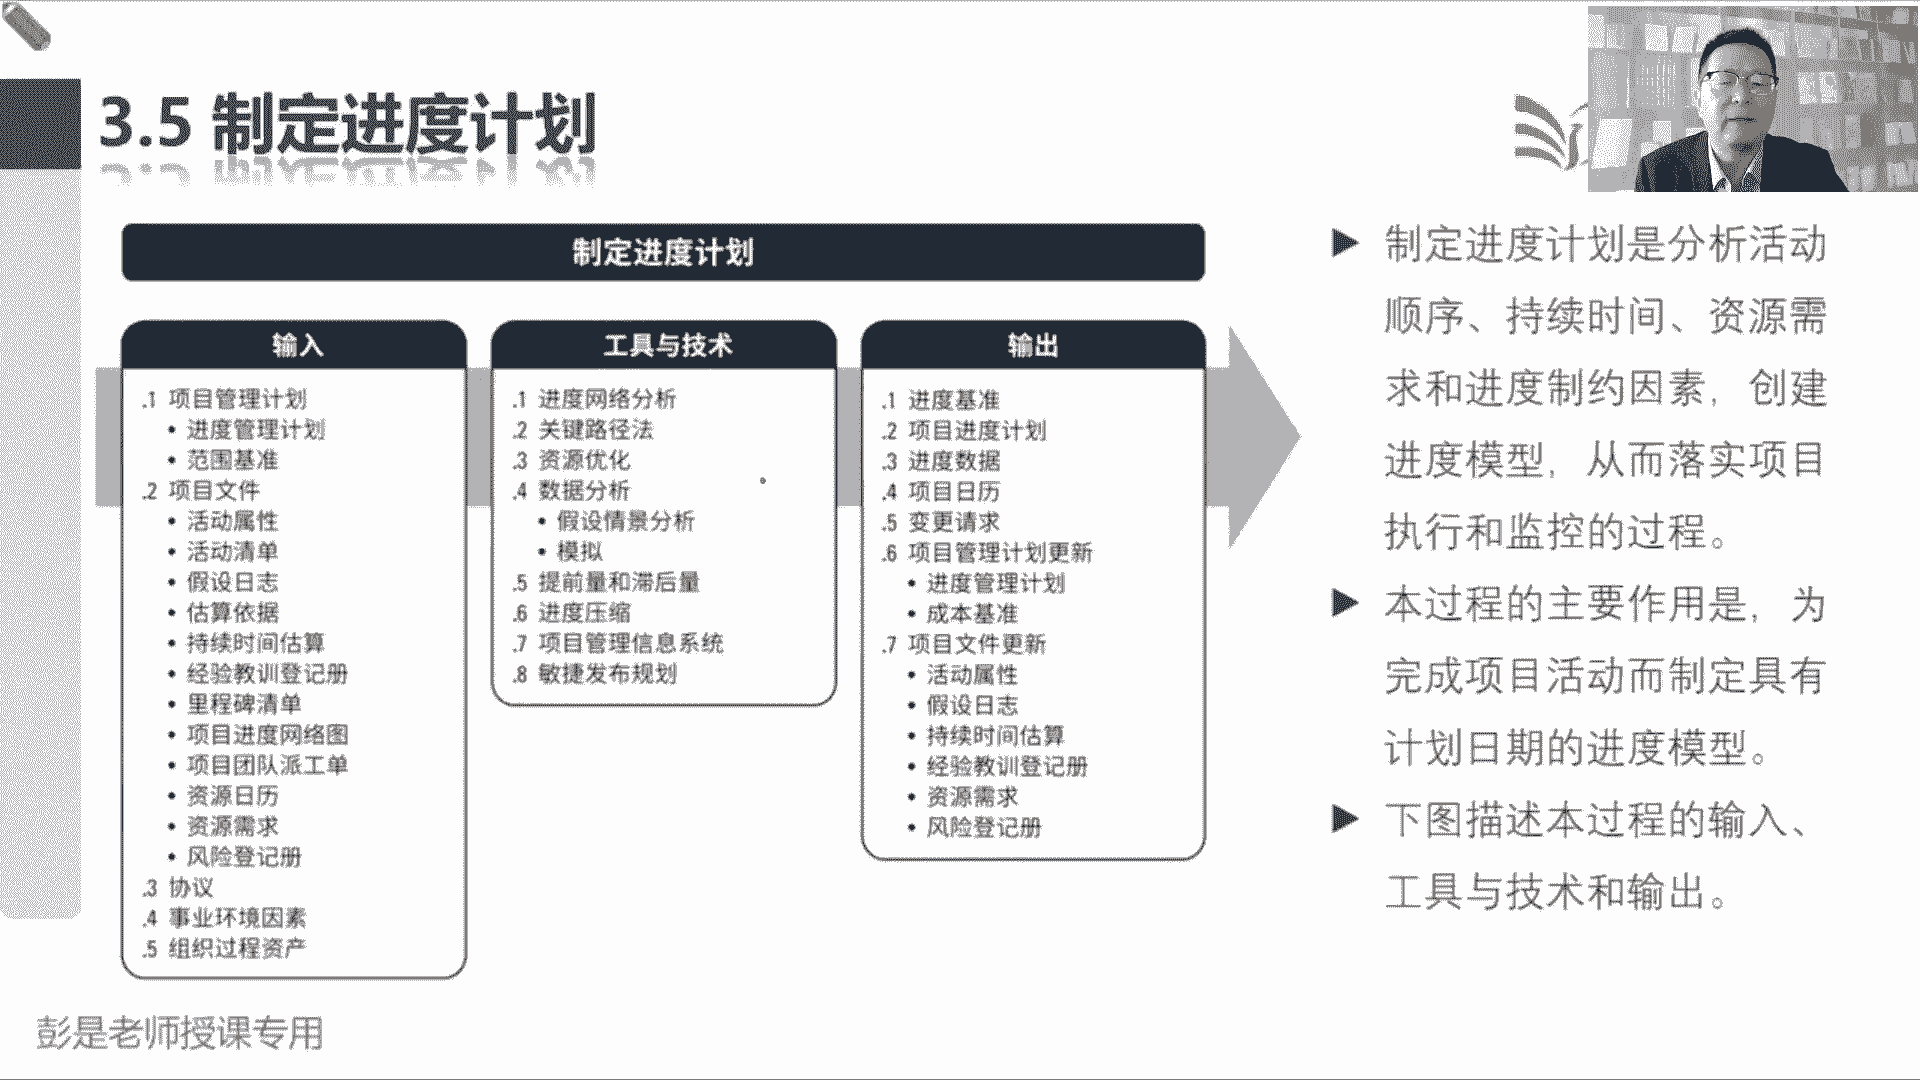 3.5 制定进度计划
制定进度计划
输入
.1 项目管理计划
• 进度管理计划
• 范围基准
.2 项目文件
• 活动属性
• 活动清单
• 假设日志
• 估算依据
• 持续时间估算
• 经验教训登记册
• 里程碑清单
• 项目进度网络图
• 项目团队派工单
• 资源日历
• 资源需求
• 风险登记册
.3 协议
.4 事业环境因素
.5 组织过程资产
工具与技术
.1 进度网络分析
.2 关键路径法
.3 资源优化
.4 数据分析
• 假设情景分析
• 模拟
.5 提前量和滞后量
.6 进度压缩
.7 项目管理信息系统
.8 敏捷发布规划
输出
.1 进度基准
.2 项目进度计划
.3 进度数据
.4 项目日历
.5 变更请求
.6 项目管理计划更新
• 进度管理计划
• 成本基准
.7 项目文件更新
• 活动属性
• 假设日志
• 持续时间估算
• 经验教训登记册
• 资源需求
• 风险登记册
制定进度计划是分析活动
顺序、持续时间、资源需
求和进度制约因素，创建
进度模型，从而落实项目
执行和监控的过程。
本过程的主要作用是，为
完成项目活动而制定具有
计划日期的进度模型。
下图描述本过程的输入、
工具与技术和输出。
彭是老师授课专用